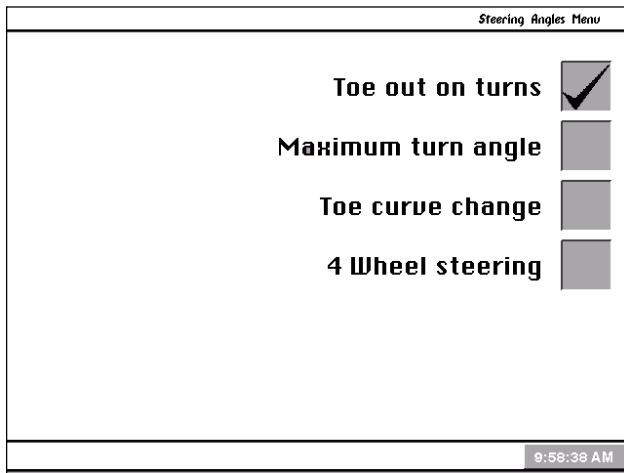 Steering Angles Menu
Toe out on turns
Maximum turn angle
Toe curve change
4 Wheel steering
9:58:38 AM